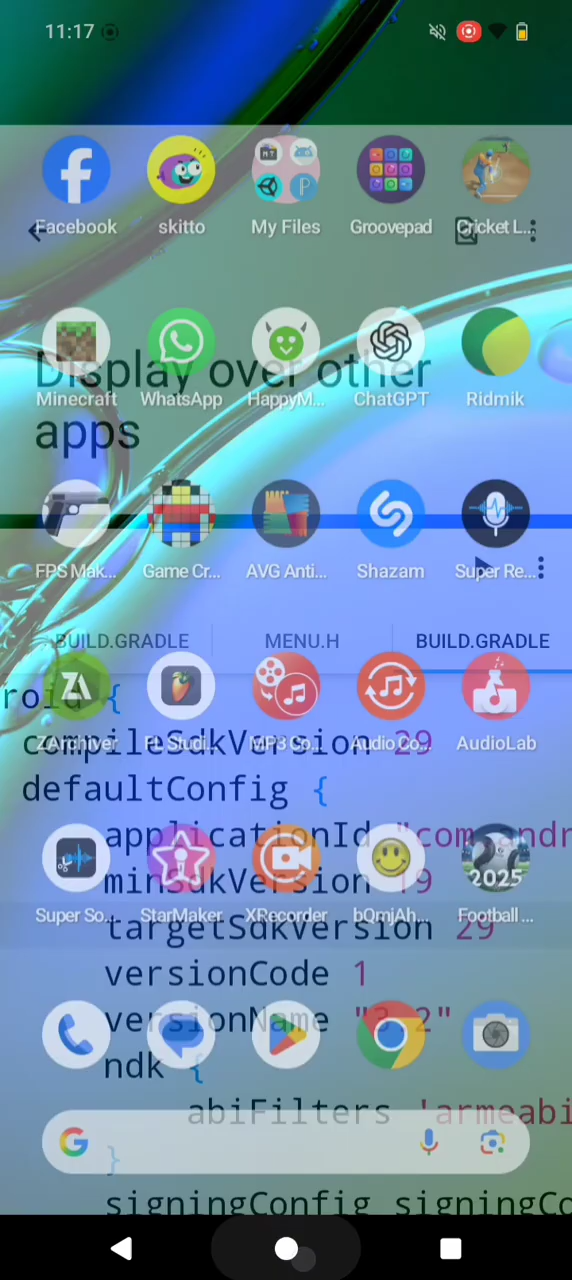 11:17
Facebook skitto My Files Groovepad Cricket L...
Display over other
apps
Minecraft WhatsApp HappyM... ChatGPT Ridmik
FPS Mak... Game Cr... AVG Anti... Shazam Super Re...
BUILD.GRADLE MENU.H BUILD.GRADLE
roid {
ZArchiver FL Studi... MP3 Co... Audio Co... AudioLab
compileSdkVersion 29
defaultConfig {
applicationId "com
minSdkVersion 19
2025
Super So... StarMaker XRecorder bQmjAh... Football ...
targetSdkVersion 29
versionCode 1
versionName "3.2"
ndk {
abiFilters 'armeabi
}
signingConfig signingCo